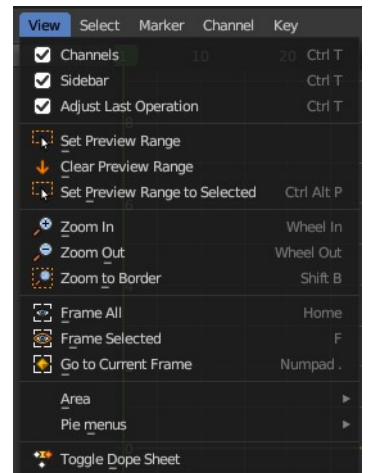 View Select Marker Channel Key
Channels Ctrl T
Sidebar Ctrl T
Adjust Last Operation Ctrl T
Set Preview Range
Clear Preview Range
Set Preview Range to Selected Ctrl Alt P
Zoom In Wheel In
Zoom Out Wheel Out
Zoom to Border Shift B
Frame All Home
Frame Selected F
Go to Current Frame Numpad .
Area
Pie menus
Toggle Dope Sheet